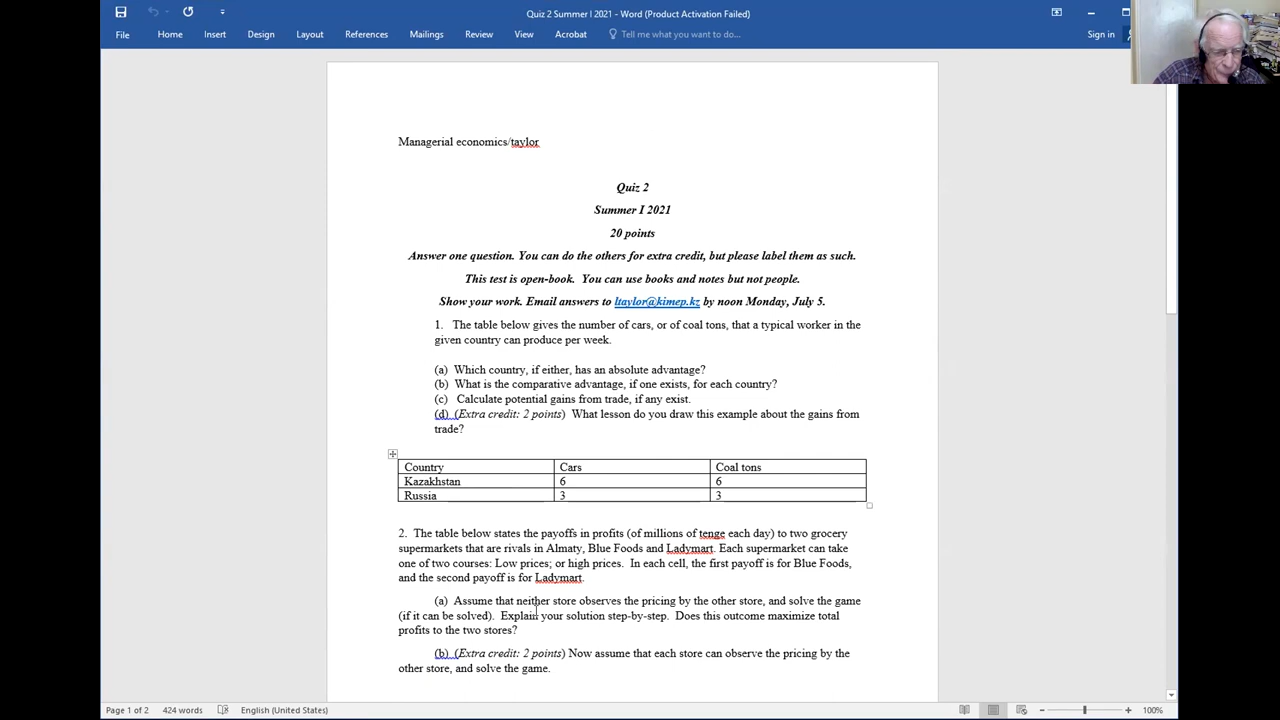 Quiz 2 Summer I 2021 - Word (Product Activation Failed)
File Home Insert Design Layout References Mailings Review View Acrobat Tell me what you want to do... Sign in
Managerial economics/taylor
Quiz 2
Summer I 2021
20 points
Answer one question. You can do the others for extra credit, but please label them as such.
This test is open-book. You can use books and notes but not people.
Show your work. Email answers to ltaylor@kimep.kz by noon Monday, July 5.
1. The table below gives the number of cars, or of coal tons, that a typical worker in the
given country can produce per week.
(a) Which country, if either, has an absolute advantage?
(b) What is the comparative advantage, if one exists, for each country?
(c) Calculate potential gains from trade, if any exist.
(d) (Extra credit: 2 points) What lesson do you draw this example about the gains from
trade?
Country Cars Coal tons
Kazakhstan 6 6
Russia 3 3
2. The table below states the payoffs in profits (of millions of tenge each day) to two grocery
supermarkets that are rivals in Almaty, Blue Foods and Ladymart. Each supermarket can take
one of two courses: Low prices; or high prices. In each cell, the first payoff is for Blue Foods,
and the second payoff is for Ladymart.
(a) Assume that neither store observes the pricing by the other store, and solve the game
(if it can be solved). Explain your solution step-by-step. Does this outcome maximize total
profits to the two stores?
(b) (Extra credit: 2 points) Now assume that each store can observe the pricing by the
other store, and solve the game.
Page 1 of 2 424 words English (United States) 100%